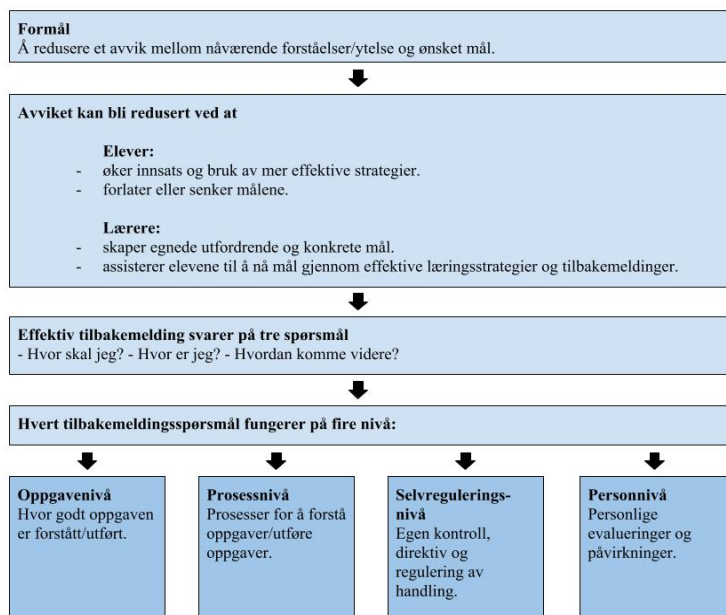 Formål
Å redusere et avvik mellom nåværende forståelser/ytelse og ønsket mål.
Avviket kan bli redusert ved at
Elever:
- øker innsats og bruk av mer effektive strategier.
- forlater eller senker målene.
Lærere:
- skaper egnede utfordrende og konkrete mål.
- assisterer elevene til å nå mål gjennom effektive læringsstrategier og tilbakemeldinger.
Effektiv tilbakemelding svarer på tre spørsmål
- Hvor skal jeg? - Hvor er jeg? - Hvordan komme videre?
Hvert tilbakemeldingsspørsmål fungerer på fire nivå:
Oppgavenivå
Hvor godt oppgaven
er forstått/utført.
Prosessnivå
Prosesser for å forstå
oppgaver/utføre
oppgaver.
Selvregulerings-
nivå
Egen kontroll,
direktiv og
regulering av
handling.
Personnivå
Personlige
evalueringer og
påvirkninger.